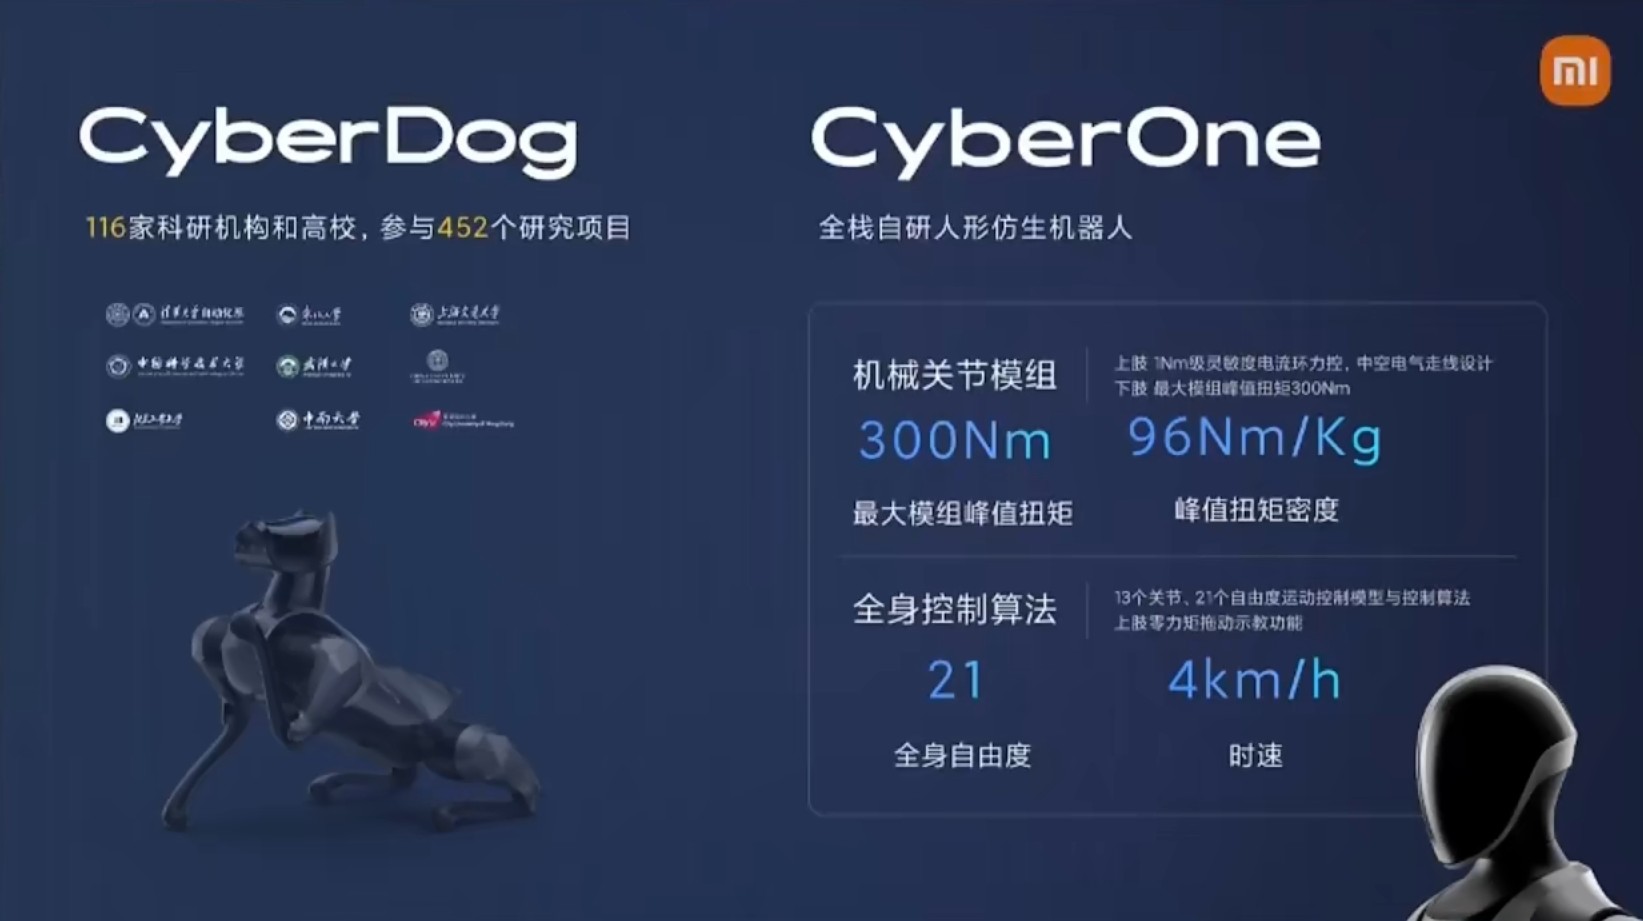 mi
CyberDog
116家科研机构和高校，参与452个研究项目
清华大学自动化系
东北大学
上海交通大学
中国科学技术大学
武汉大学
中南大学
CityU
CyberOne
全栈自研人形仿生机器人
机械关节模组
上肢 1Nm级灵敏度电流环力控，中空电气走线设计
下肢 最大模组峰值扭矩300Nm
300Nm
最大模组峰值扭矩
96Nm/Kg
峰值扭矩密度
全身控制算法
13个关节、21个自由度运动控制模型与控制算法
上肢零力矩拖动示教功能
21
全身自由度
4km/h
时速